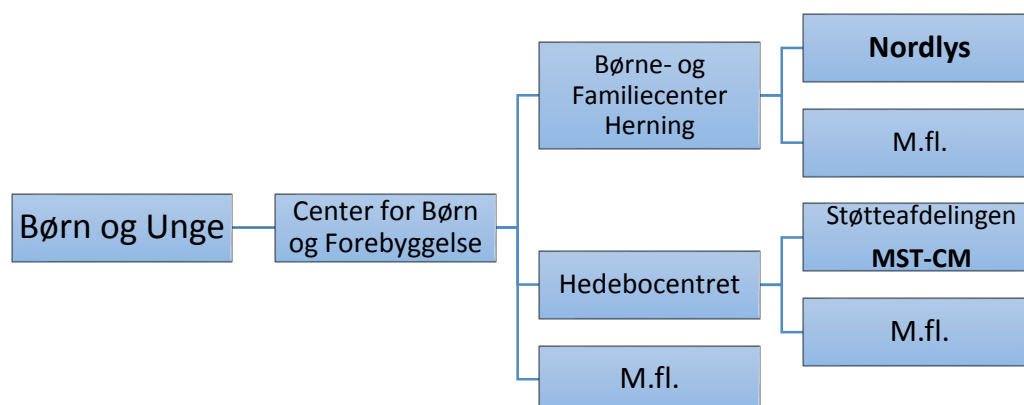 Børn og Unge
Center for Børn
og Forebyggelse
Børne- og
Familiecenter
Herning
Nordlys
M.fl.
Hedebocentret
Støtteafdelingen
MST-CM
M.fl.
M.fl.